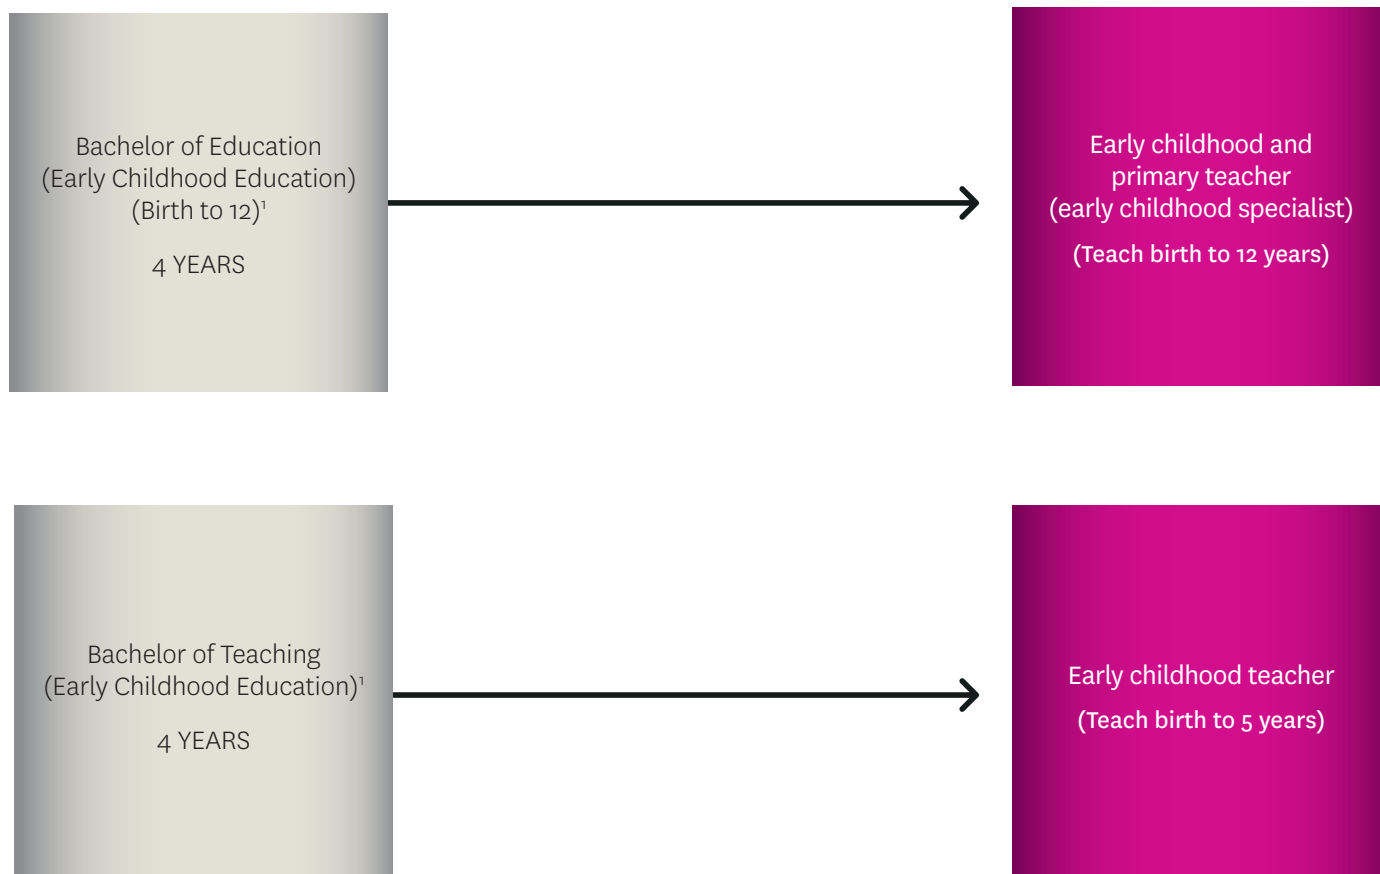 Bachelor of Education
(Early Childhood Education)
(Birth to 12)¹
4 YEARS
Early childhood and
primary teacher
(early childhood specialist)
(Teach birth to 12 years)
Bachelor of Teaching
(Early Childhood Education)¹
4 YEARS
Early childhood teacher
(Teach birth to 5 years)